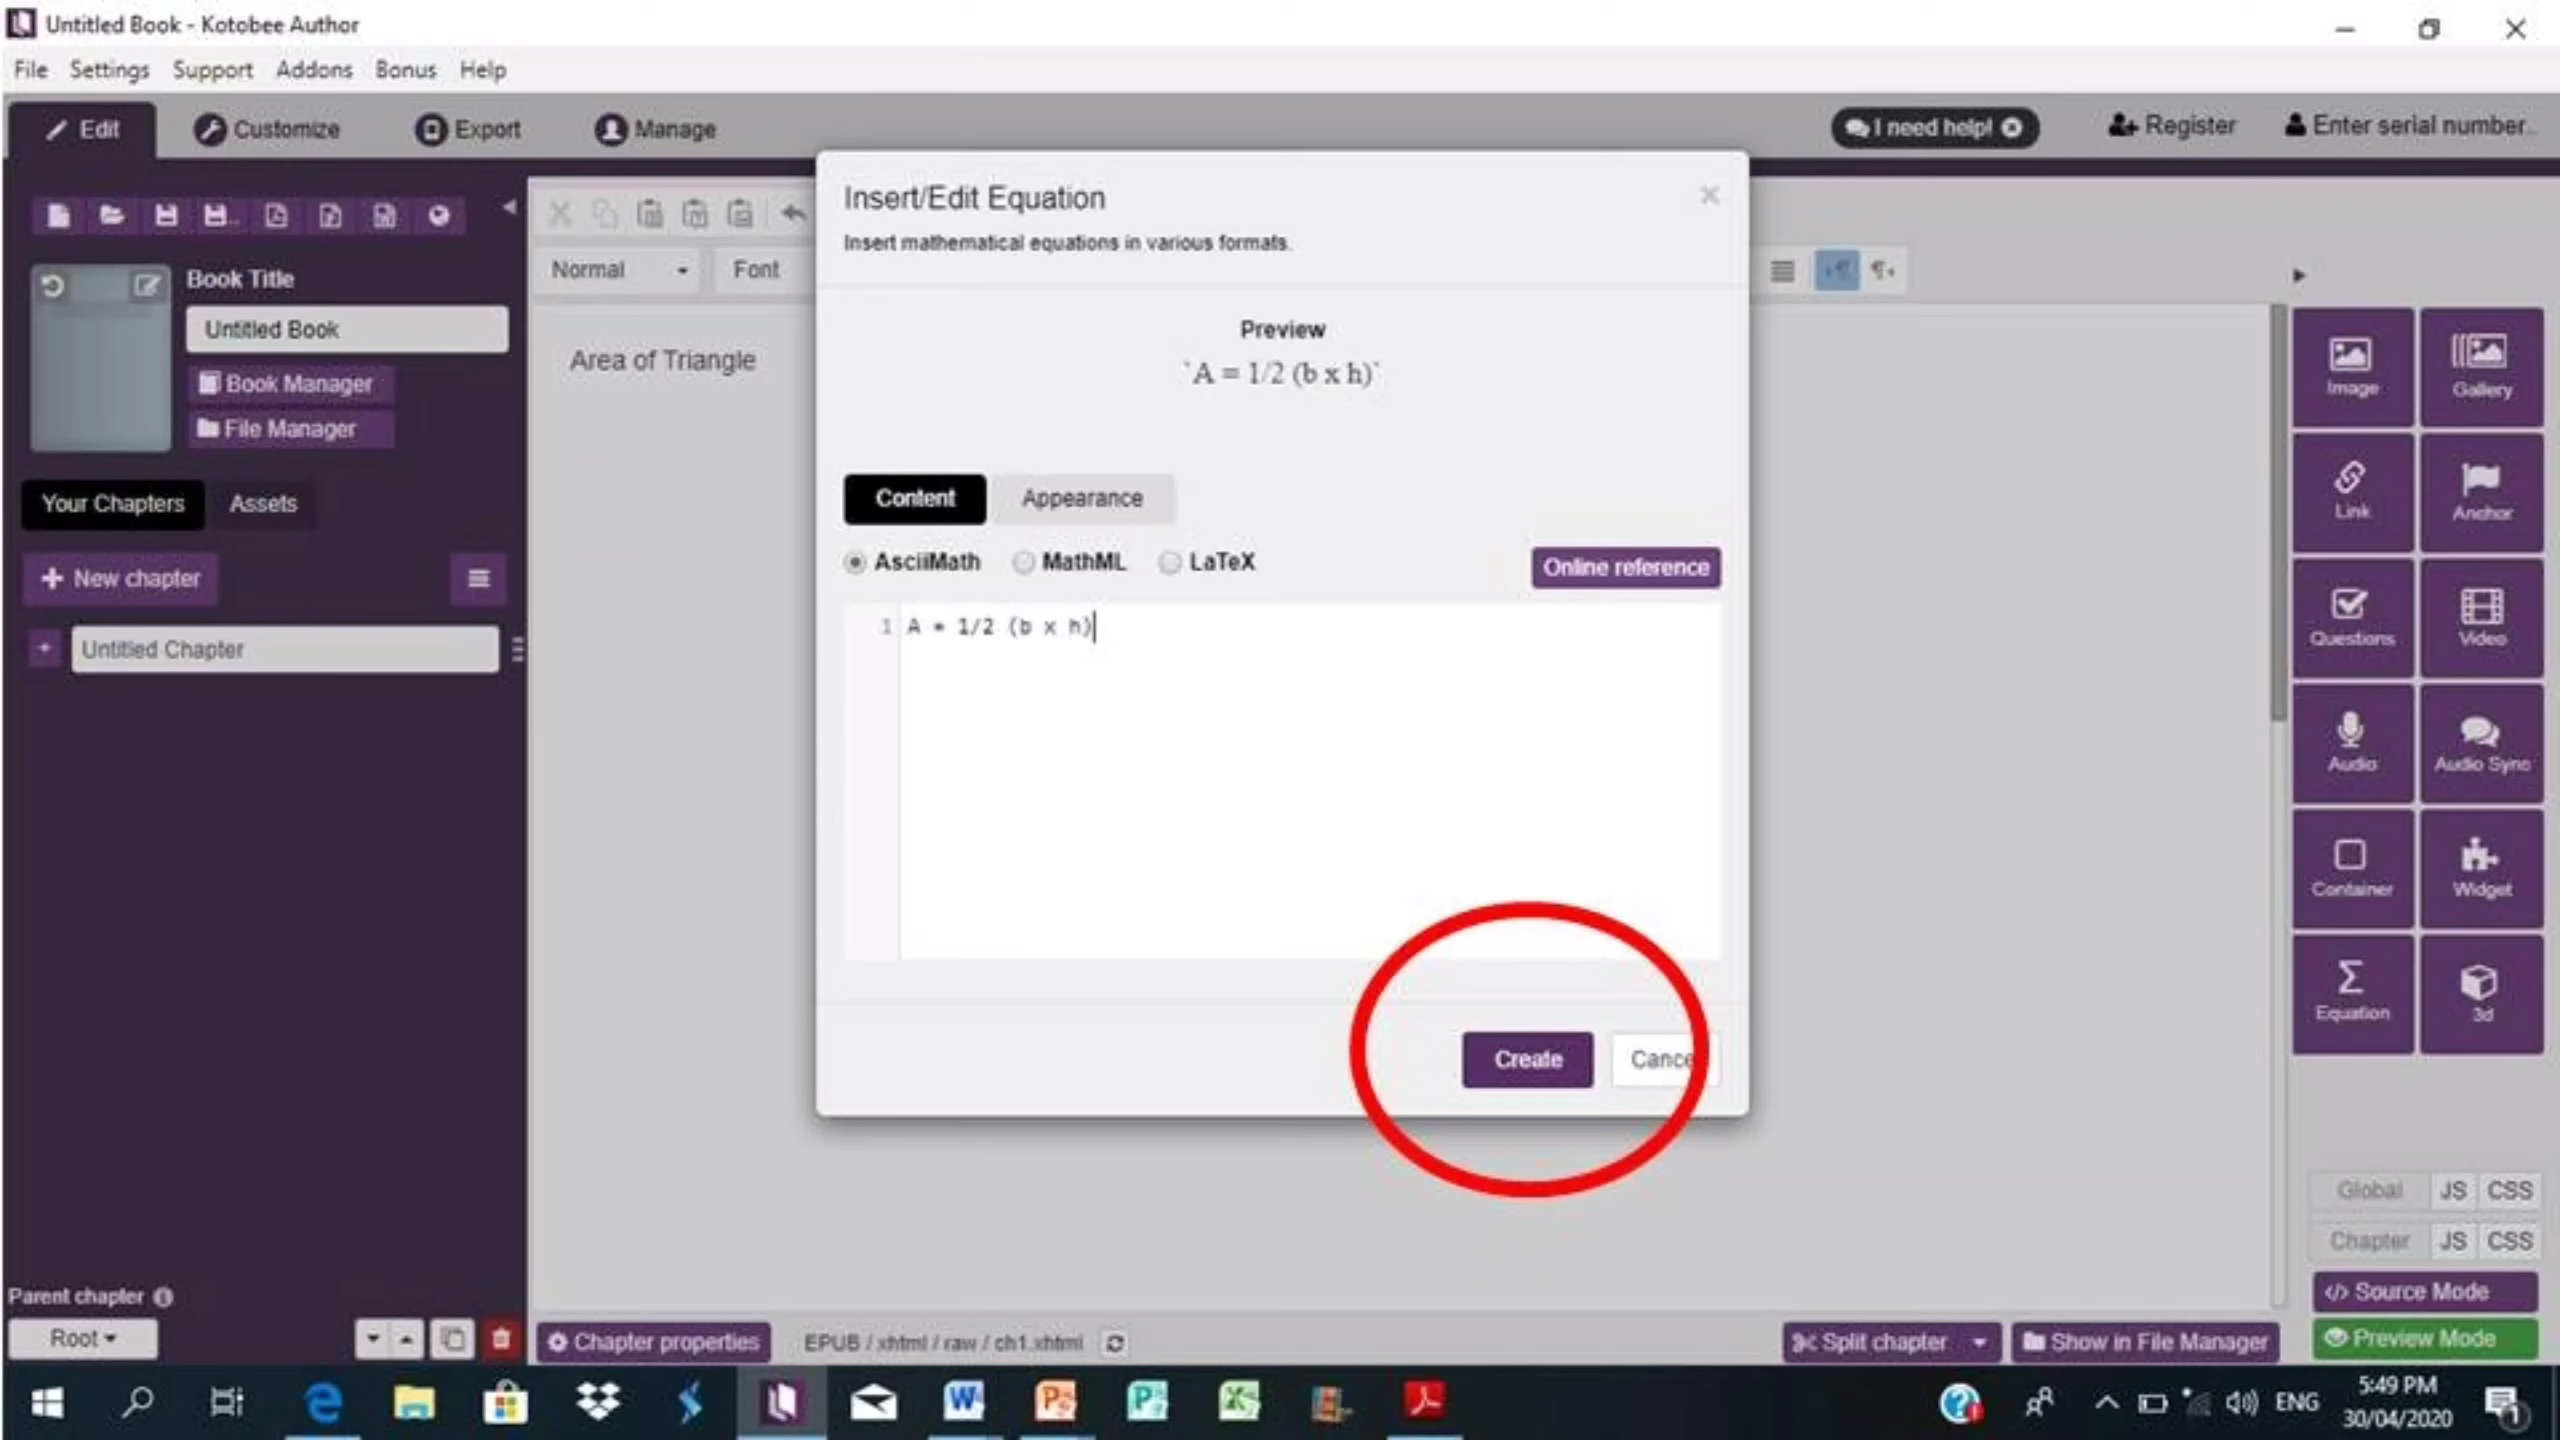 Untitled Book - Kotobee Author
File Settings Support Addons Bonus Help
Edit Customize Export Manage I need help! Register Enter serial number..
Book Title
Untitled Book
Book Manager
File Manager
Your Chapters Assets
New chapter
Untitled Chapter
Parent chapter
Root
Normal Font
Area of Triangle
Insert/Edit Equation
Insert mathematical equations in various formats.
Preview
`A = 1/2 (b x h)`
Content Appearance
AsciiMath MathML LaTeX Online reference
1 A = 1/2 (b x h)
Create Cance
Image Gallery
Link Anchor
Questions Video
Audio Audio Sync
Container Widget
Equation 3d
Global JS CSS
Chapter JS CSS
Source Mode
Preview Mode
Chapter properties EPUB / xhtml / raw / ch1.xhtml Split chapter Show in File Manager
ENG 5:49 PM
30/04/2020